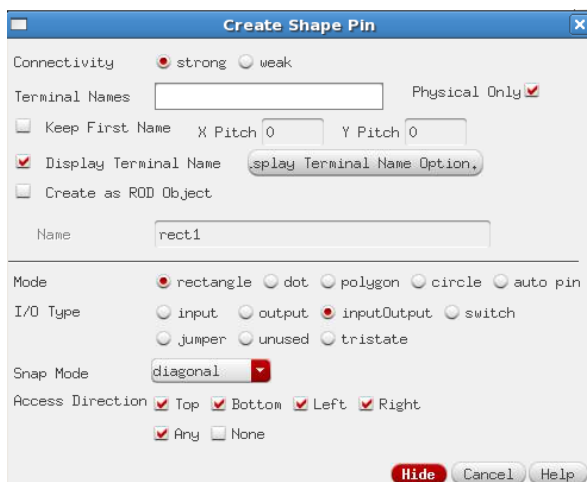 Create Shape Pin
Connectivity strong weak
Terminal Names Physical Only
Keep First Name X Pitch 0 Y Pitch 0
Display Terminal Name splay Terminal Name Option
Create as ROD Object
Name rect1
Mode rectangle dot polygon circle auto pin
I/O Type input output inputOutput switch
jumper unused tristate
Snap Mode diagonal
Access Direction Top Bottom Left Right
Any None
Hide Cancel Help